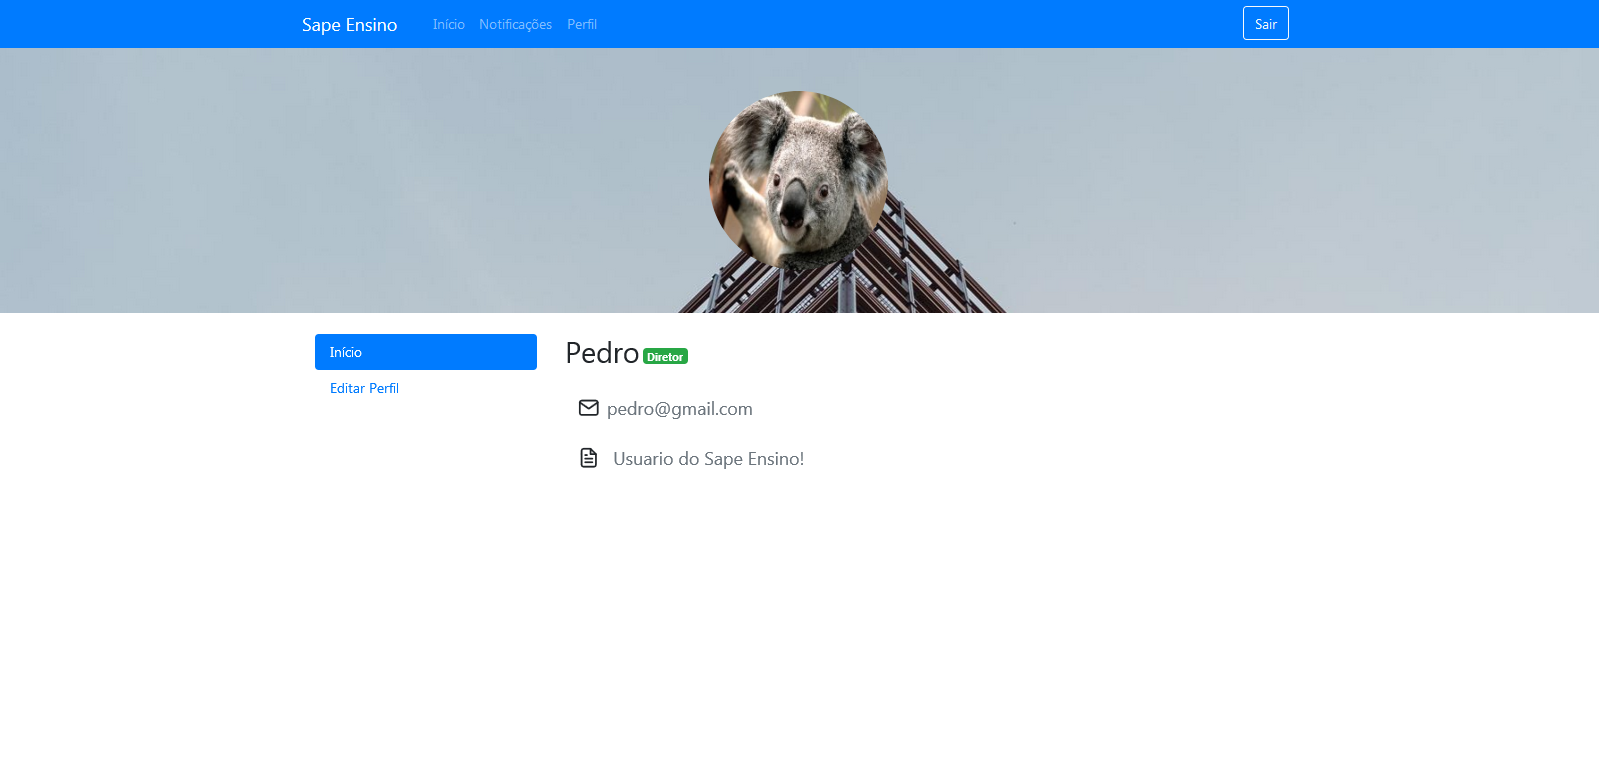 Sape Ensino Início Notificações Perfil Sair
Início
Editar Perfil
Pedro Diretor
pedro@gmail.com
Usuario do Sape Ensino!